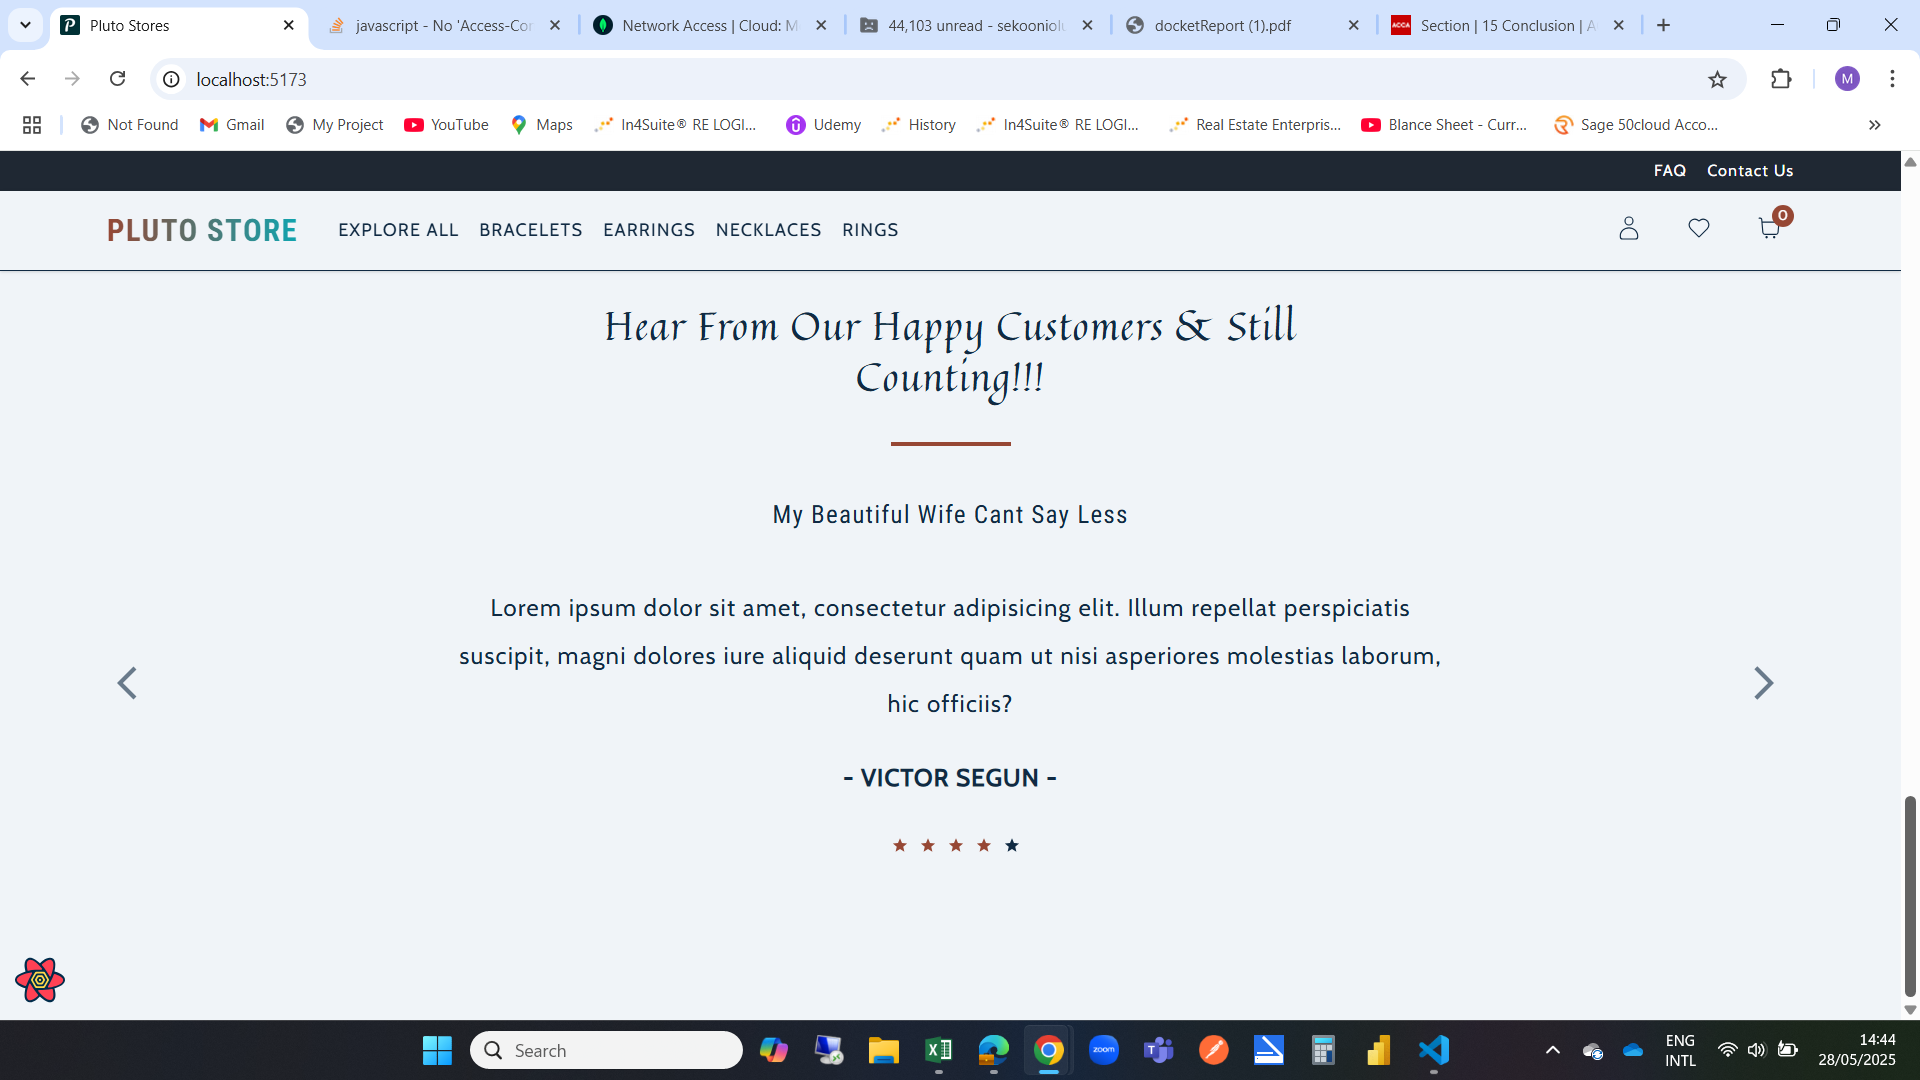 Pluto Stores
javascript - No 'Access-Cor
Network Access | Cloud: M
44,103 unread - sekooniolu
docketReport (1).pdf
Section | 15 Conclusion | A
localhost:5173
M
Not Found
Gmail
My Project
YouTube
Maps
In4Suite® RE LOGI...
Udemy
History
In4Suite® RE LOGI...
Real Estate Enterpris...
Blance Sheet - Curr...
Sage 50cloud Acco...
FAQ Contact Us
PLUTO STORE
EXPLORE ALL BRACELETS EARRINGS NECKLACES RINGS
0
Hear From Our Happy Customers & Still
Counting!!!
My Beautiful Wife Cant Say Less
Lorem ipsum dolor sit amet, consectetur adipisicing elit. Illum repellat perspiciatis
suscipit, magni dolores iure aliquid deserunt quam ut nisi asperiores molestias laborum,
hic officiis?
- VICTOR SEGUN -
Search
zoom
ENG
INTL
14:44
28/05/2025